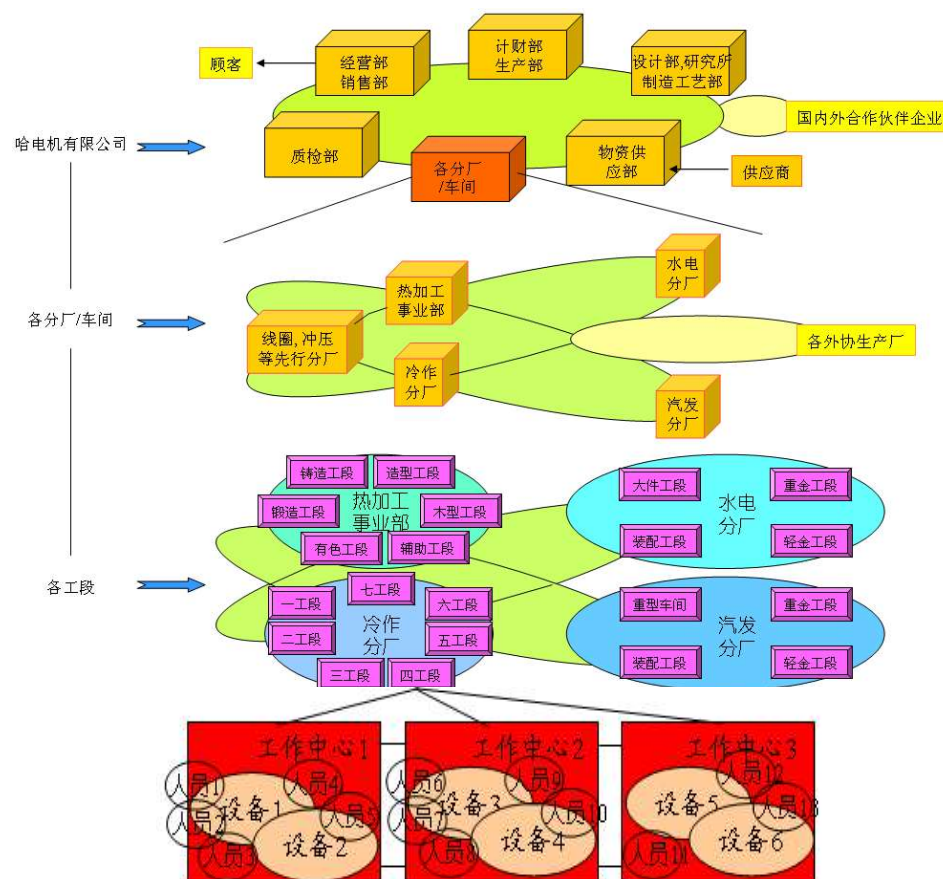 顾客
经营部
销售部
计财部
生产部
设计部,研究所
制造工艺部
国内外合作伙伴企业
哈电机有限公司
质检部
各分厂
/车间
物资供
应部
供应商
水电
分厂
热加工
事业部
各分厂/车间
线圈,冲压
等先行分厂
各外协生产厂
冷作
分厂
汽发
分厂
铸造工段
造型工段
热加工
事业部
锻造工段
木型工段
有色工段
辅助工段
大件工段
重金工段
水电
分厂
装配工段
轻金工段
各工段
七工段
一工段
六工段
冷作
分厂
二工段
五工段
三工段
四工段
重型车间
重金工段
汽发
分厂
装配工段
轻金工段
工作中心1
人员1
人员4
设备1
人员2
人员5
设备2
人员3
工作中心2
人员6
人员9
设备3
人员7
人员10
设备4
人员8
工作中心3
人员12
设备5
人员13
设备6
人员11